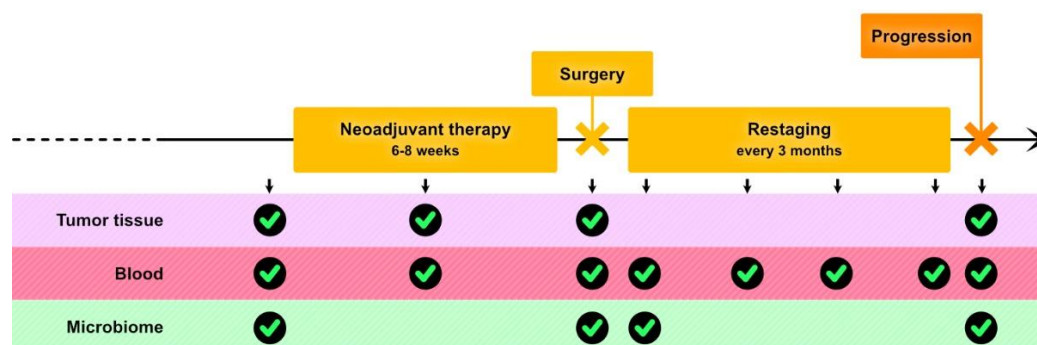 Progression
Surgery
Neoadjuvant therapy
6-8 weeks
Restaging
every 3 months
Tumor tissue
Blood
Microbiome